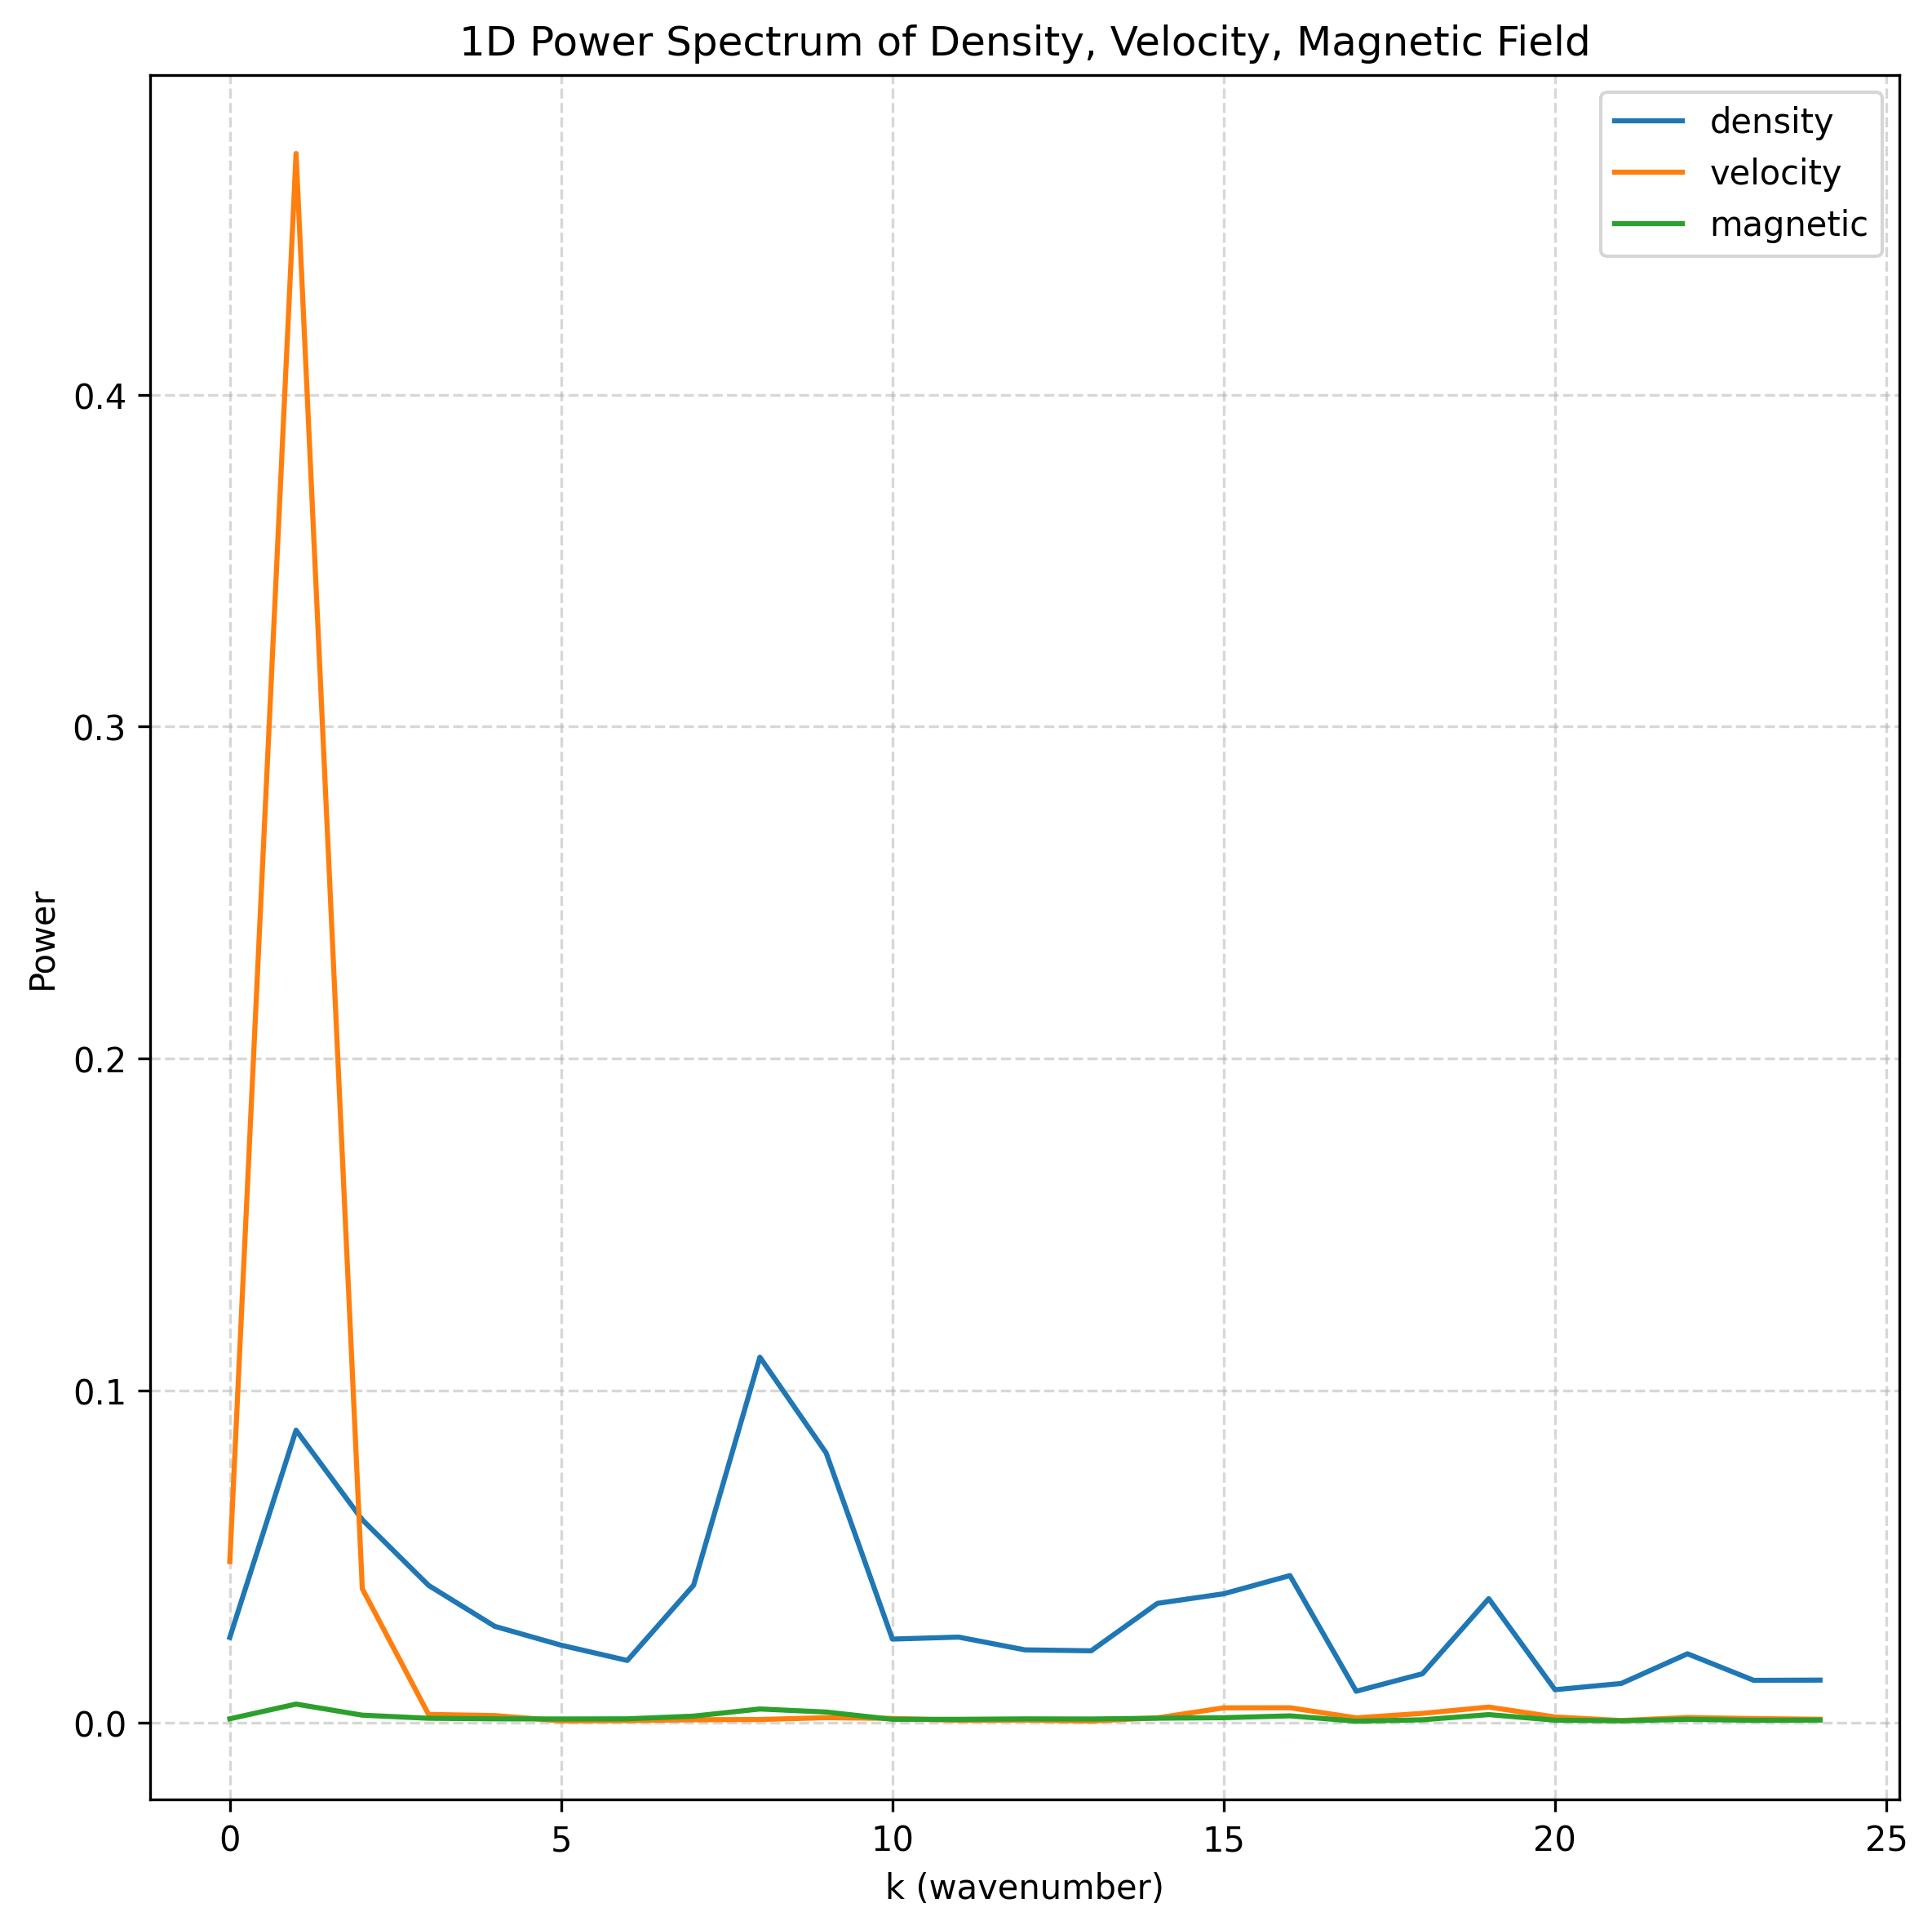 1D Power Spectrum of Density, Velocity, Magnetic Field
density
velocity
magnetic
0.4
0.3
0.2
0.1
0.0
Power
0 5 10 15 20 25
k (wavenumber)